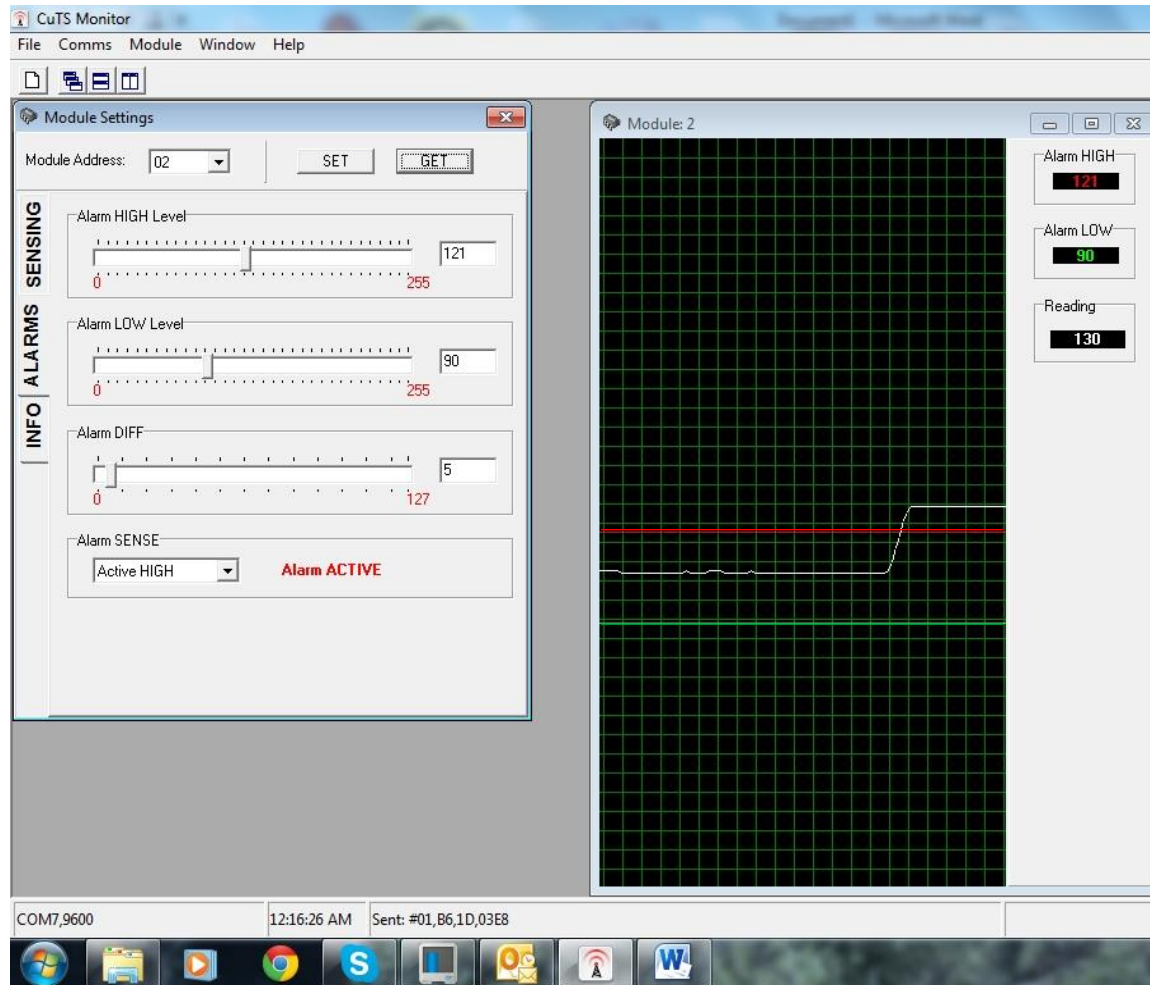 CuTS Monitor
File Comms Module Window Help
Module Settings
Module Address: 02 SET GET
SENSING
ALARMS
INFO
Alarm HIGH Level
121
0 255
Alarm LOW Level
90
0 255
Alarm DIFF
5
0 127
Alarm SENSE
Active HIGH Alarm ACTIVE
Module: 2
Alarm HIGH
121
Alarm LOW
90
Reading
130
COM7,9600 12:16:26 AM Sent: #01,B6,1D,03E8